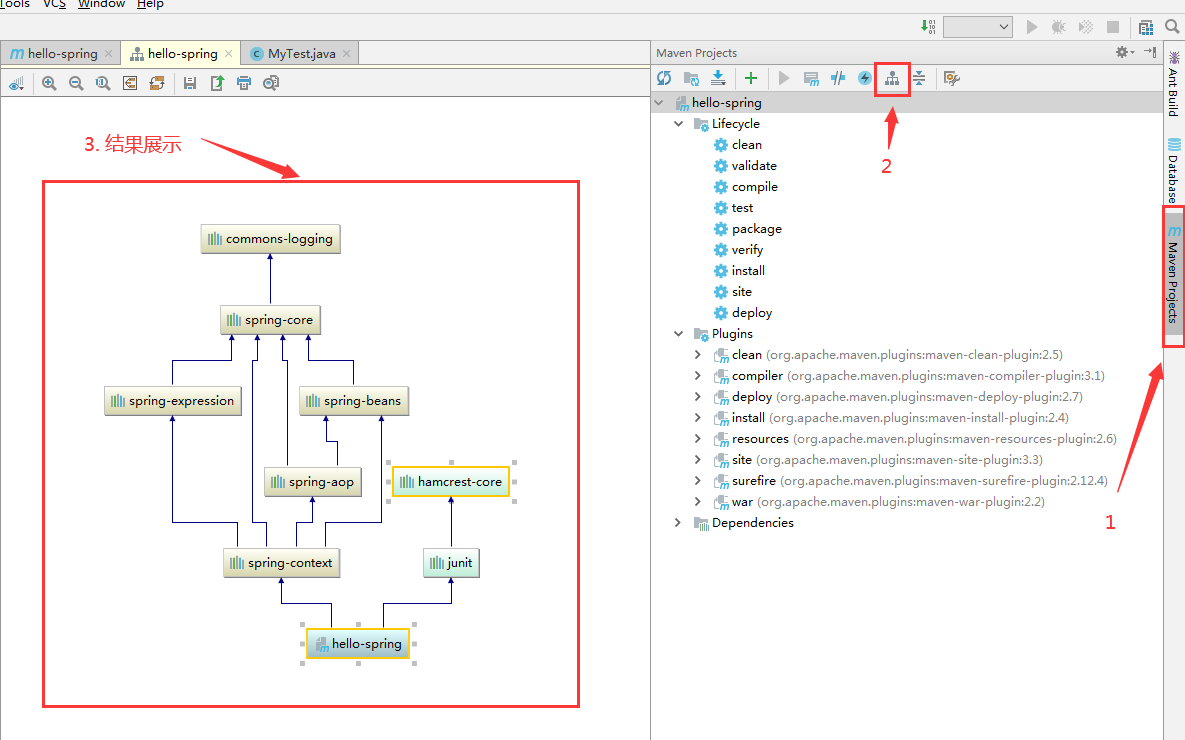 Tools VCS Window Help
hello-spring hello-spring MyTest.java
Maven Projects
hello-spring
Lifecycle
clean
validate
compile
test
package
verify
install
site
deploy
Plugins
clean (org.apache.maven.plugins:maven-clean-plugin:2.5)
compiler (org.apache.maven.plugins:maven-compiler-plugin:3.1)
deploy (org.apache.maven.plugins:maven-deploy-plugin:2.7)
install (org.apache.maven.plugins:maven-install-plugin:2.4)
resources (org.apache.maven.plugins:maven-resources-plugin:2.6)
site (org.apache.maven.plugins:maven-site-plugin:3.3)
surefire (org.apache.maven.plugins:maven-surefire-plugin:2.12.4)
war (org.apache.maven.plugins:maven-war-plugin:2.2)
Dependencies
3. 结果展示
commons-logging
spring-core
spring-expression spring-beans
spring-aop hamcrest-core
spring-context junit
hello-spring
2
1
Ant Build
Database
Maven Projects